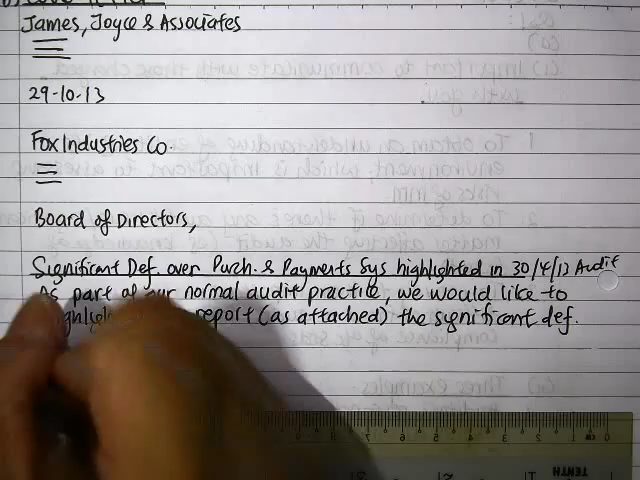 James, Joyce & Associates
29-10-13
Fox Industries Co.
Board of Directors,
Significant Def. over Purch. & Payments Sys highlighted in 30/4/13 Audit
As part of our normal audit practice, we would like to
report (as attached) the significant def.